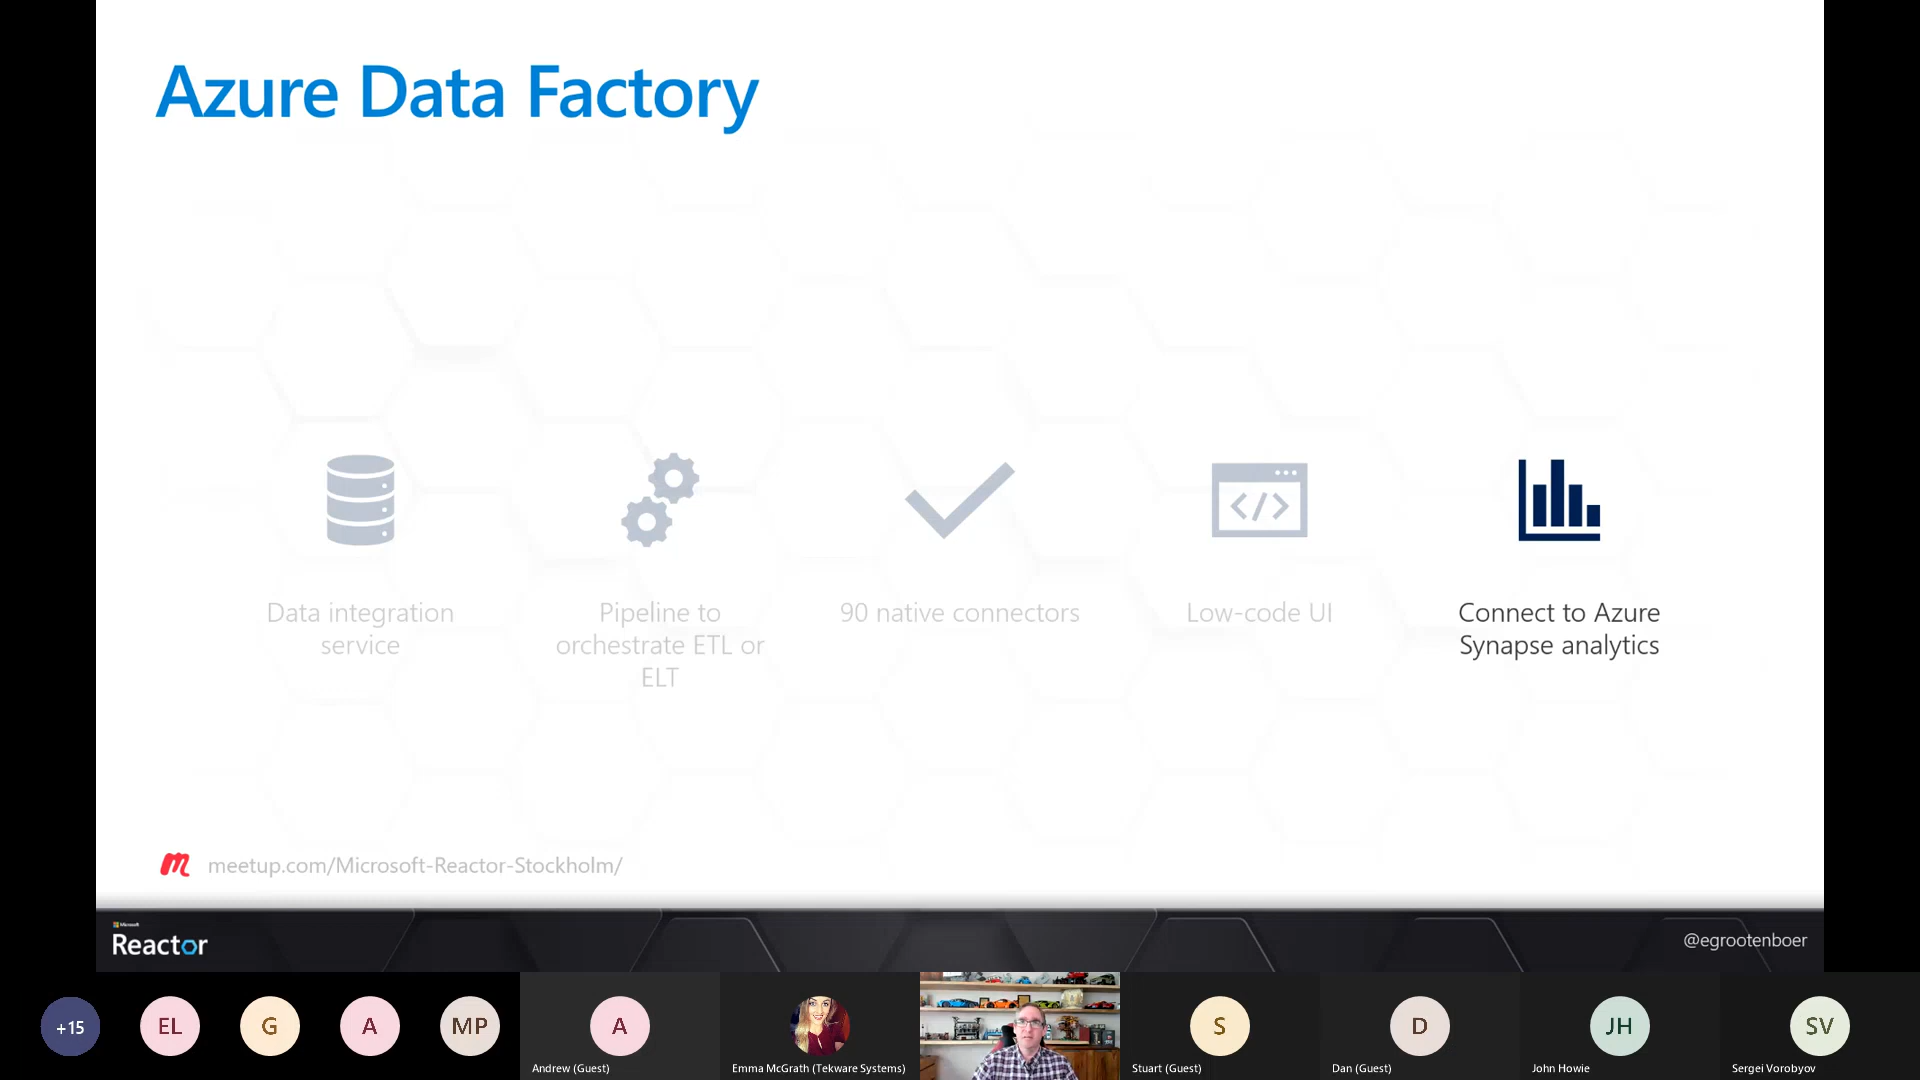 Azure Data Factory
Data integration
service
Pipeline to
orchestrate ETL or
ELT
90 native connectors
</>
Low-code UI
Connect to Azure
Synapse analytics
meetup.com/Microsoft-Reactor-Stockholm/
Microsoft
Reactor
@egrootenboer
+15
EL
G
A
MP
A
Andrew (Guest)
Emma McGrath (Tekware Systems)
S
Stuart (Guest)
D
Dan (Guest)
JH
John Howie
SV
Sergei Vorobyov